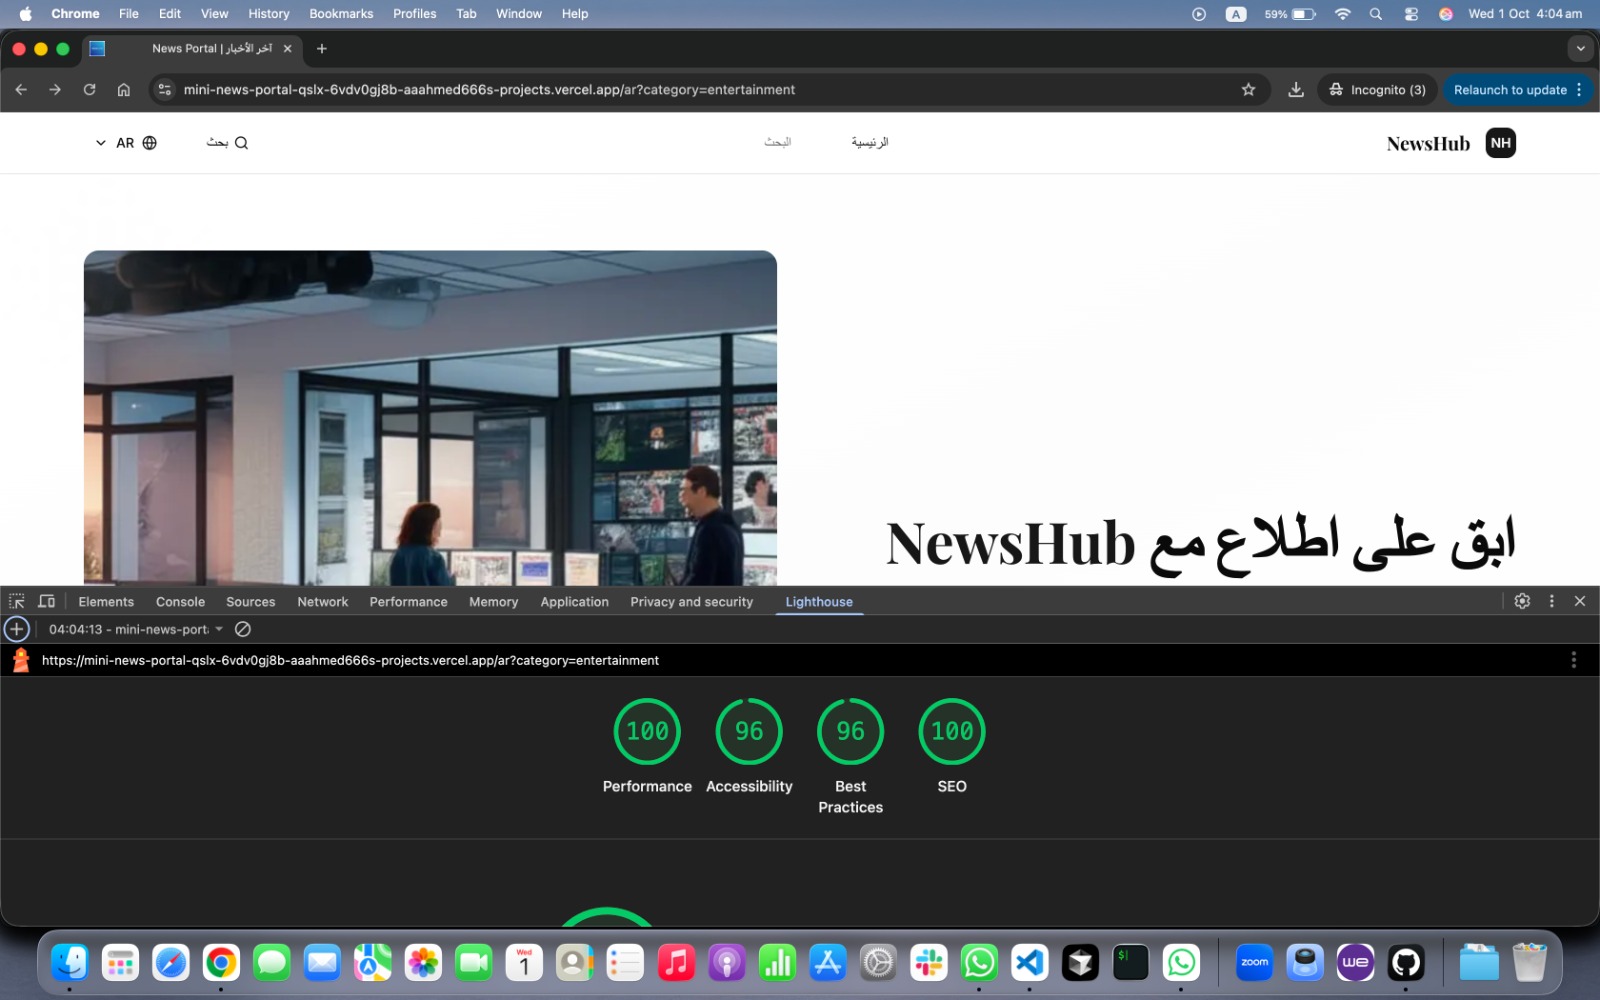 Chrome File Edit View History Bookmarks Profiles Tab Window Help A 59% Wed 1 Oct 4:04 am
News Portal | آخر الأخبار
mini-news-portal-qslx-6vdv0gj8b-aaahmed666s-projects.vercel.app/ar?category=entertainment Incognito (3) Relaunch to update
NH NewsHub الرئيسية البحث بحث AR
ابق على اطلاع مع NewsHub
Elements Console Sources Network Performance Memory Application Privacy and security Lighthouse
04:04:13 - mini-news-port
https://mini-news-portal-qslx-6vdv0gj8b-aaahmed666s-projects.vercel.app/ar?category=entertainment
100 96 96 100
Performance Accessibility Best Practices SEO
Wed
1
$
zoom
we